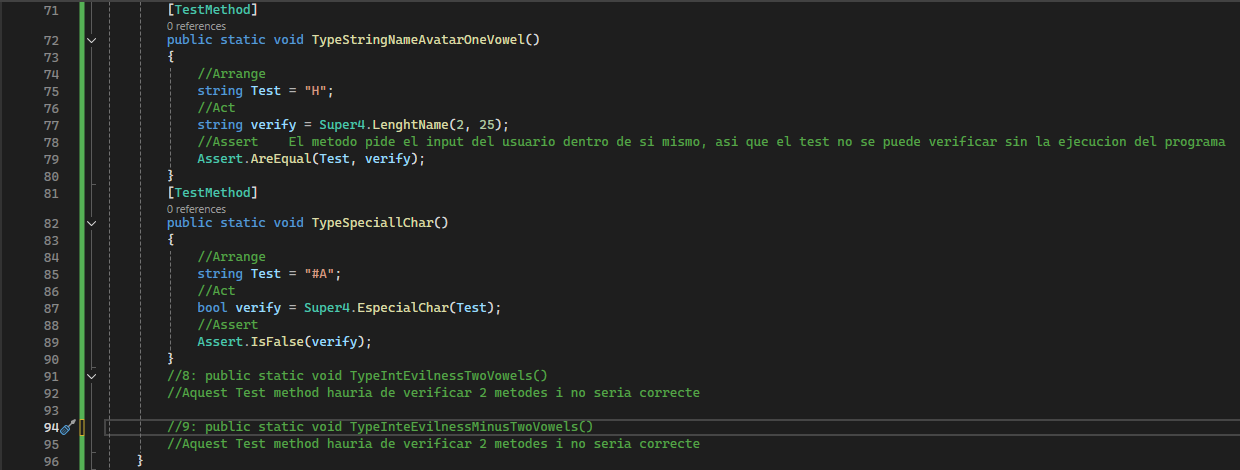 71 [TestMethod]
0 references
72 public static void TypeStringNameAvatarOneVowel()
73 {
74 //Arrange
75 string Test = "H";
76 //Act
77 string verify = Super4.LenghtName(2, 25);
78 //Assert    El metodo pide el input del usuario dentro de si mismo, asi que el test no se puede verificar sin la ejecucion del programa
79 Assert.AreEqual(Test, verify);
80 }
81 [TestMethod]
0 references
82 public static void TypeSpeciallChar()
83 {
84 //Arrange
85 string Test = "#A";
86 //Act
87 bool verify = Super4.EspecialChar(Test);
88 //Assert
89 Assert.IsFalse(verify);
90 }
91 //8: public static void TypeIntEvilnessTwoVowels()
92 //Aquest Test method hauria de verificar 2 metodes i no seria correcte
93
94 //9: public static void TypeInteEvilnessMinusTwoVowels()
95 //Aquest Test method hauria de verificar 2 metodes i no seria correcte
96 }